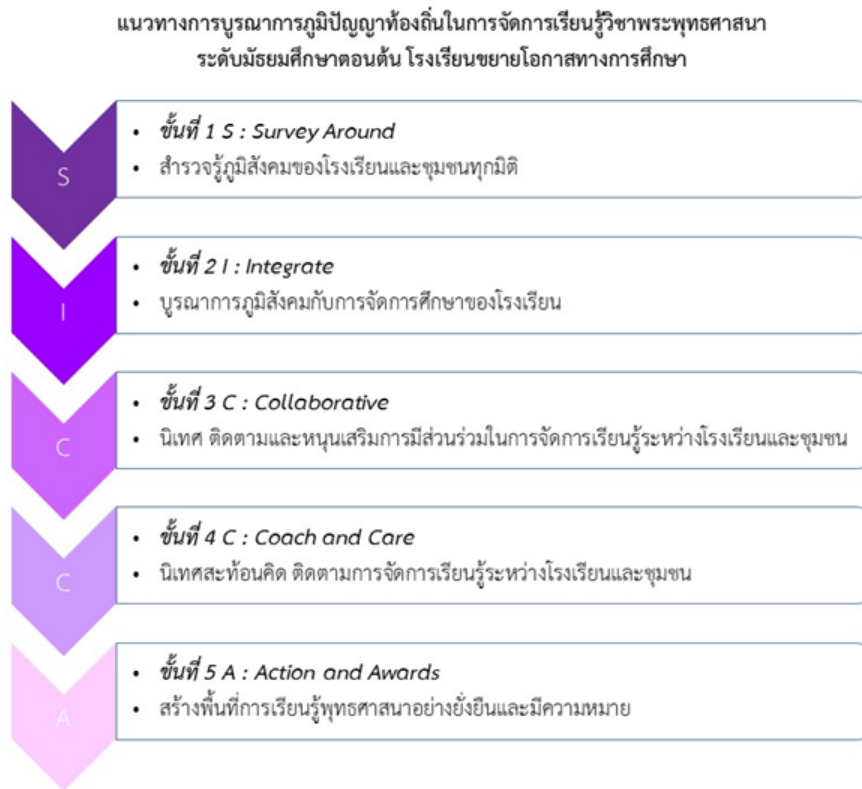 แนวทางการบูรณาการภูมิปัญญาท้องถิ่นในการจัดการเรียนรู้วิชาพระพุทธศาสนา
ระดับมัธยมศึกษาตอนต้น โรงเรียนขยายโอกาสทางการศึกษา
S
• ขั้นที่ 1 S : Survey Around
• สำรวจรู้ภูมิสังคมของโรงเรียนและชุมชนทุกมิติ
I
• ขั้นที่ 2 I : Integrate
• บูรณาการภูมิสังคมกับการจัดการศึกษาของโรงเรียน
C
• ขั้นที่ 3 C : Collaborative
• นิเทศ ติดตามและหนุนเสริมการมีส่วนร่วมในการจัดการเรียนรู้ระหว่างโรงเรียนและชุมชน
C
• ขั้นที่ 4 C : Coach and Care
• นิเทศสะท้อนคิด ติดตามการจัดการเรียนรู้ระหว่างโรงเรียนและชุมชน
A
• ขั้นที่ 5 A : Action and Awards
• สร้างพื้นที่การเรียนรู้พุทธศาสนาอย่างยั่งยืนและมีความหมาย